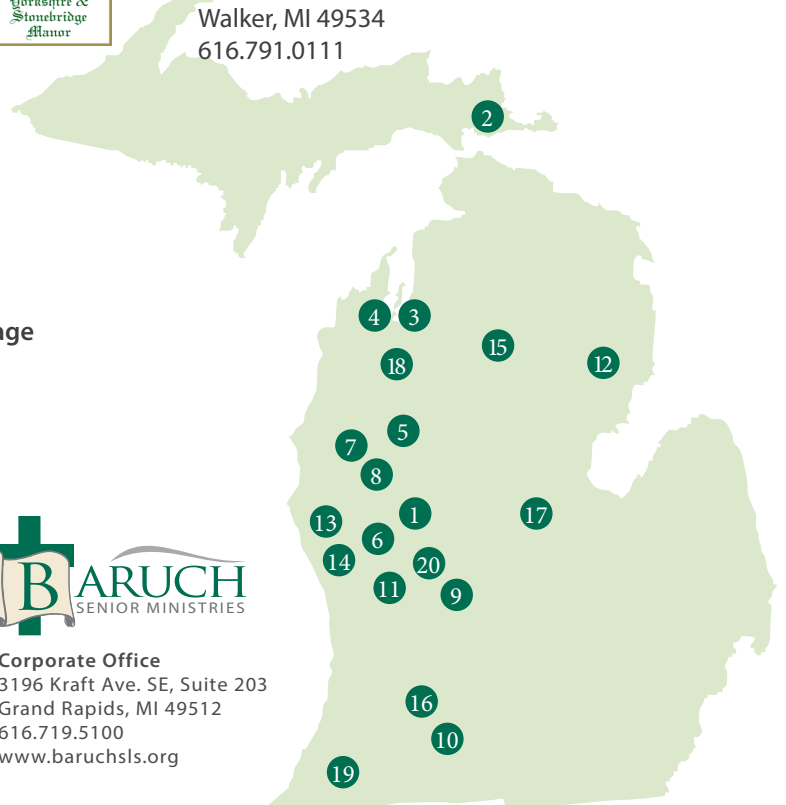 Yorkshire &
Stonebridge
Manor
Walker, MI 49534
616.791.0111
2
4
3
15
18
12
5
7
8
1
17
13
6
14
20
11
9
16
10
19
BARUCH
SENIOR MINISTRIES
Corporate Office
3196 Kraft Ave. SE, Suite 203
Grand Rapids, MI 49512
616.719.5100
www.baruchsls.org